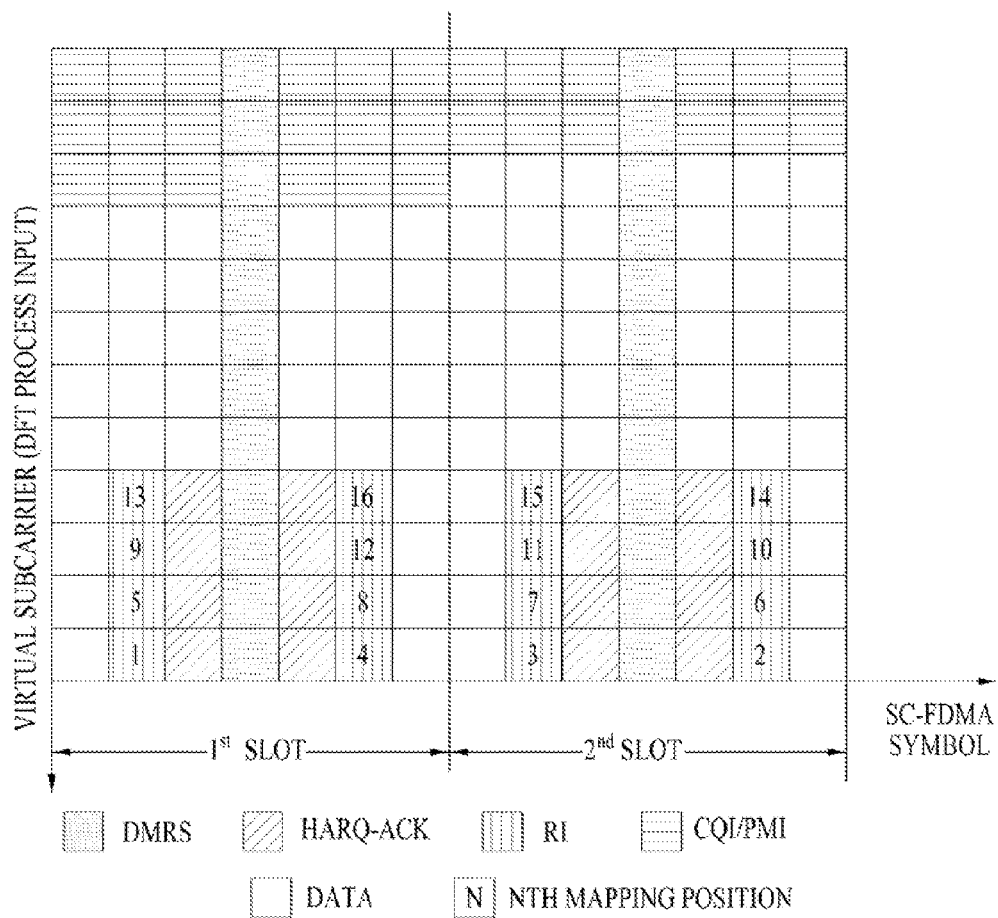 VIRTUAL SUBCARRIER (DFT PROCESS INPUT)
13 16 15 14
9 12 11 10
5 8 7 6
1 4 3 2
SC-FDMA
SYMBOL
1st SLOT 2nd SLOT
DMRS HARQ-ACK RI CQI/PMI
DATA N NTH MAPPING POSITION